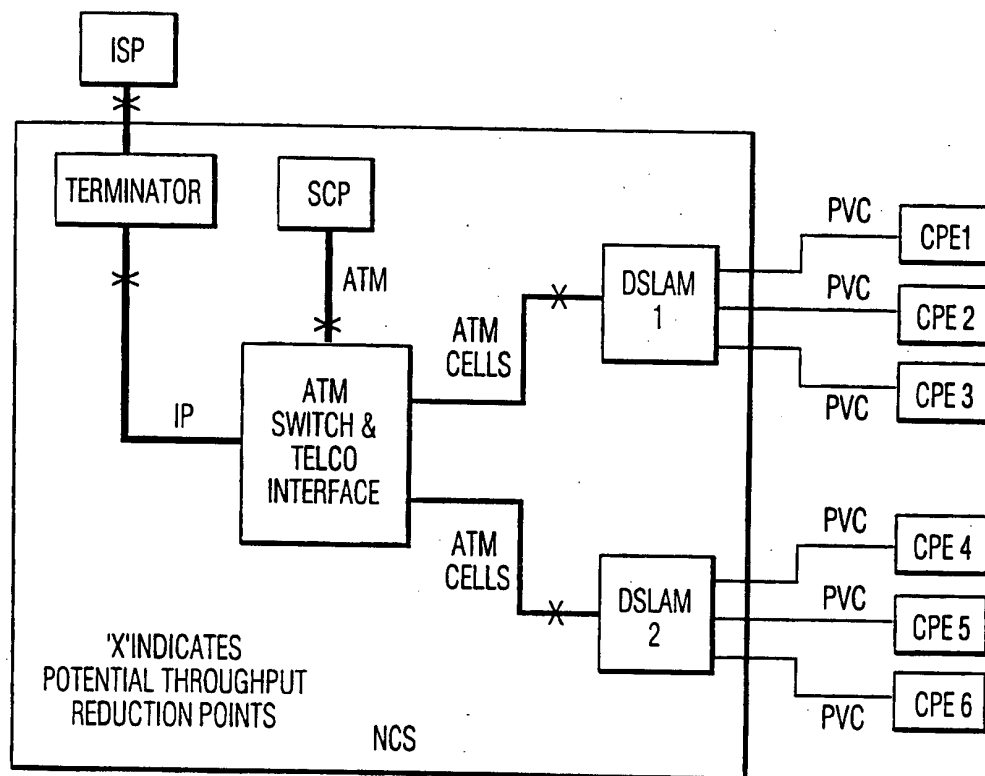 ISP
TERMINATOR
SCP
ATM
IP
ATM
SWITCH &
TELCO
INTERFACE
ATM
CELLS
ATM
CELLS
DSLAM
1
DSLAM
2
PVC
CPE1
PVC
CPE 2
PVC
CPE 3
PVC
CPE 4
PVC
CPE 5
PVC
CPE 6
'X'INDICATES
POTENTIAL THROUGHPUT
REDUCTION POINTS
NCS